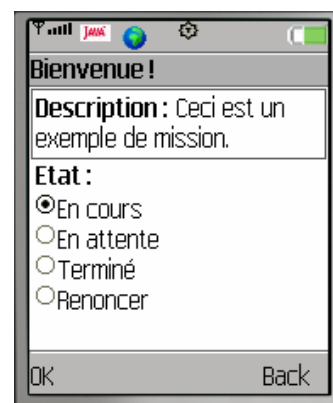 JAVA
Bienvenue !
Description : Ceci est un
exemple de mission.
Etat :
En cours
En attente
Terminé
Renoncer
OK Back